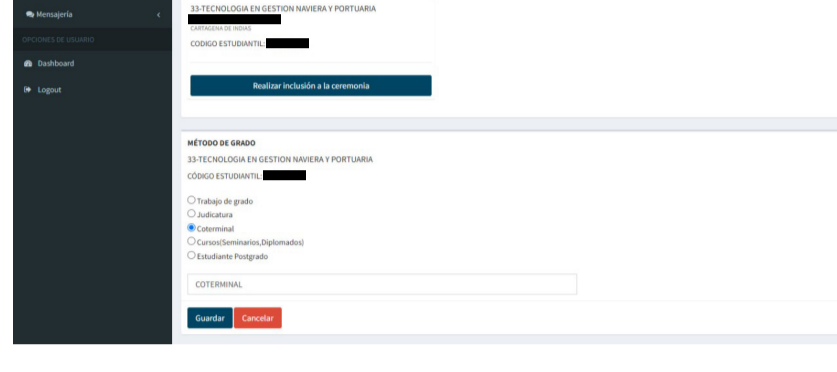 Mensajería
OPCIONES DE USUARIO
Dashboard
Logout
33-TECNOLOGIA EN GESTION NAVIERA Y PORTUARIA
CARTAGENA DE INDIAS
CODIGO ESTUDIANTIL:
Realizar inclusión a la ceremonia
MÉTODO DE GRADO
33-TECNOLOGIA EN GESTION NAVIERA Y PORTUARIA
CÓDIGO ESTUDIANTIL:
Trabajo de grado
Judicatura
Coterminal
Cursos(Seminarios,Diplomados)
Estudiante Postgrado
COTERMINAL
Guardar Cancelar